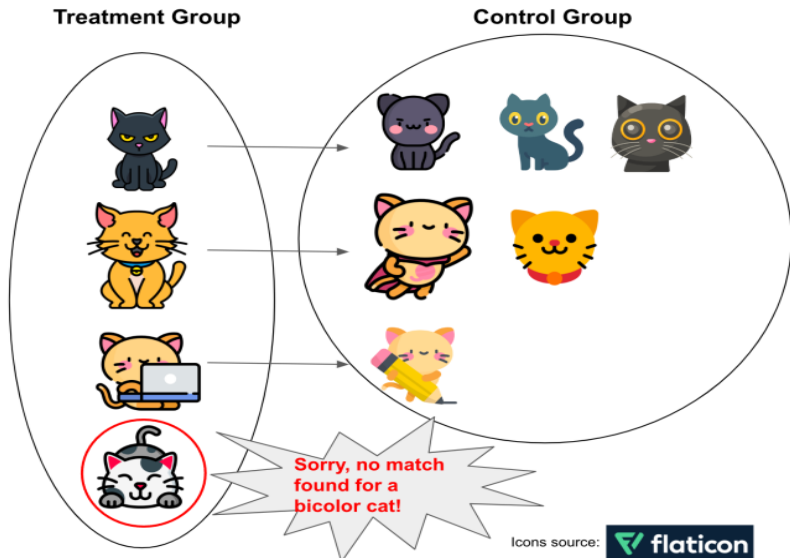 Treatment Group
Control Group
Sorry, no match
found for a
bicolor cat!
Icons source:
flaticon